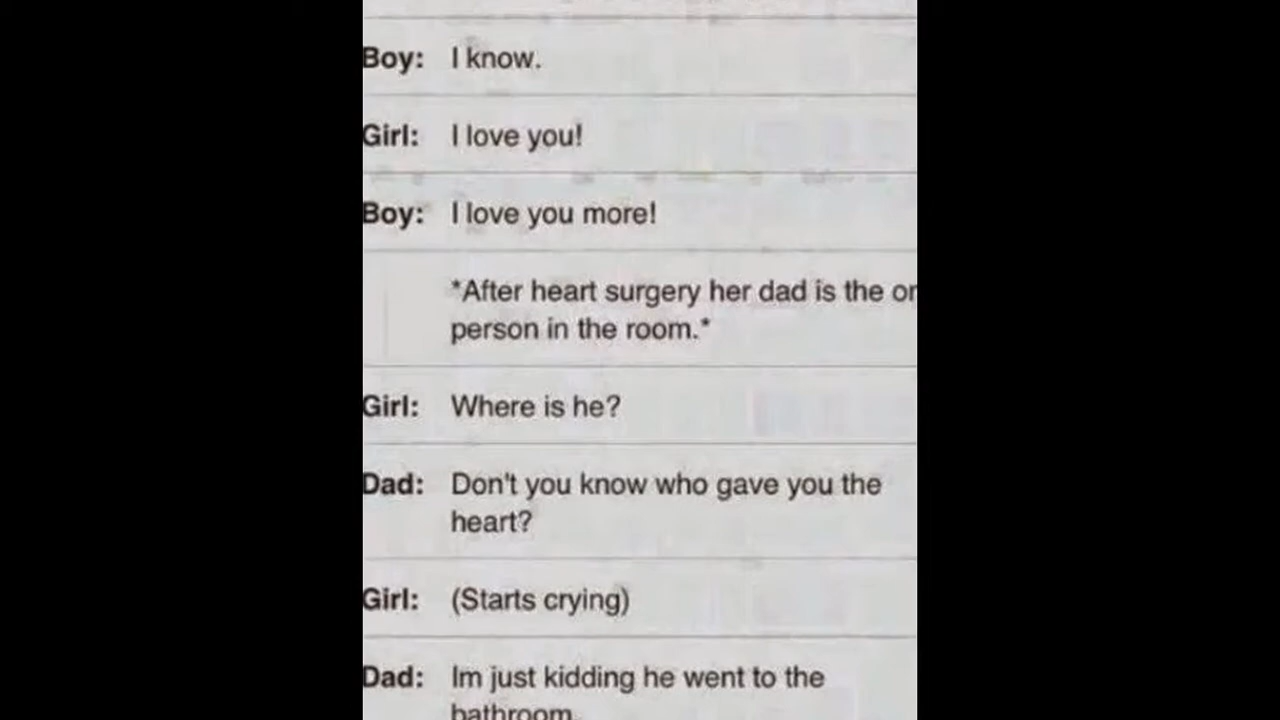 Boy: I know.
Girl: I love you!
Boy: I love you more!
*After heart surgery her dad is the
person in the room.*
Girl: Where is he?
Dad: Don't you know who gave you the
heart?
Girl: (Starts crying)
Dad: Im just kidding he went to the
bathroom.